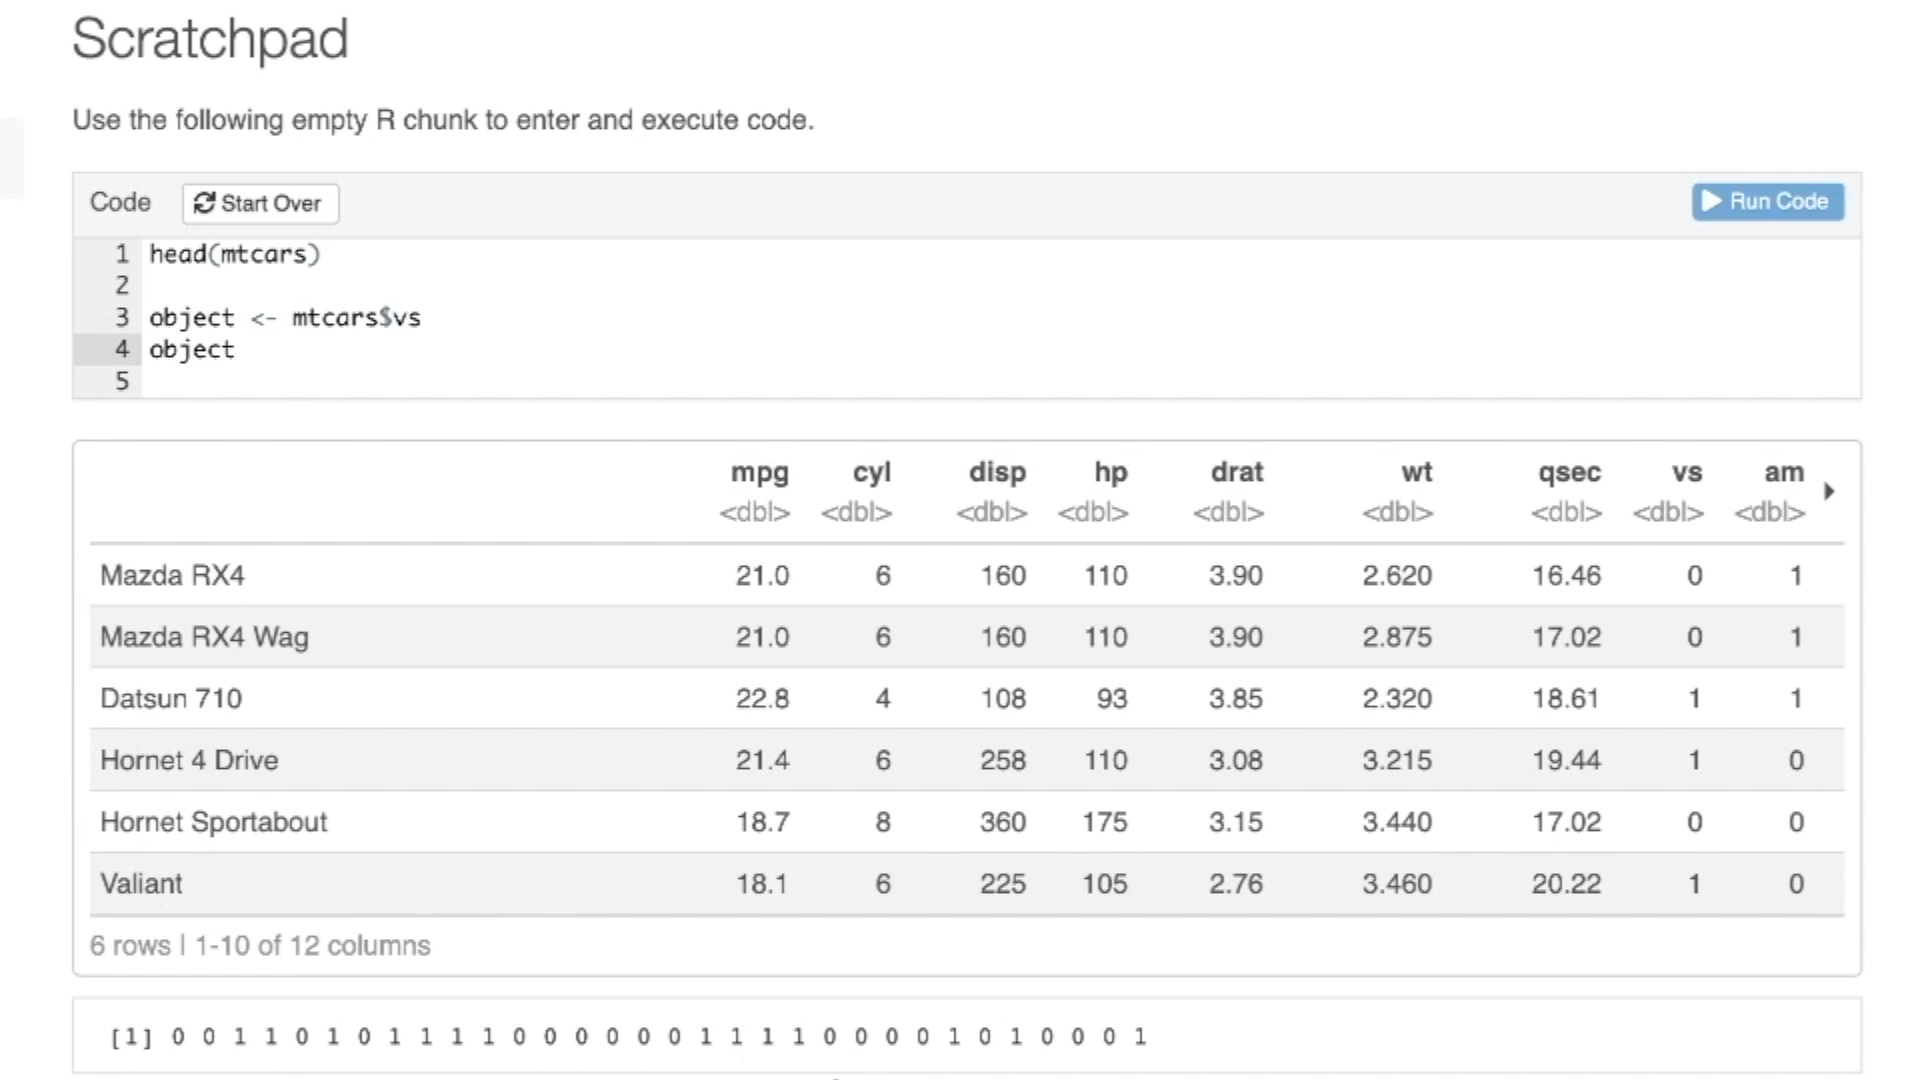 Scratchpad
Use the following empty R chunk to enter and execute code.
Code Start Over Run Code
1 head(mtcars)
2
3 object <- mtcars$vs
4 object
5
mpg cyl disp hp drat wt qsec vs am
<dbl> <dbl> <dbl> <dbl> <dbl> <dbl> <dbl> <dbl> <dbl>
Mazda RX4 21.0 6 160 110 3.90 2.620 16.46 0 1
Mazda RX4 Wag 21.0 6 160 110 3.90 2.875 17.02 0 1
Datsun 710 22.8 4 108 93 3.85 2.320 18.61 1 1
Hornet 4 Drive 21.4 6 258 110 3.08 3.215 19.44 1 0
Hornet Sportabout 18.7 8 360 175 3.15 3.440 17.02 0 0
Valiant 18.1 6 225 105 2.76 3.460 20.22 1 0
6 rows | 1-10 of 12 columns
[1] 0 0 1 1 0 1 0 1 1 1 1 0 0 0 0 0 0 1 1 1 1 0 0 0 0 1 0 1 0 0 0 1